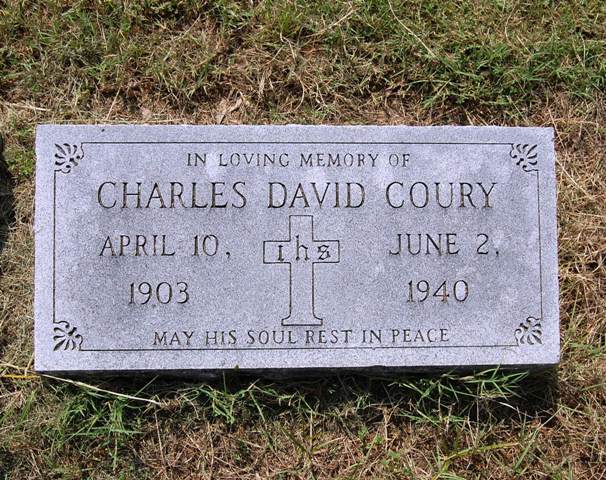 IN LOVING MEMORY OF
CHARLES DAVID COURY
APRIL 10, ihs JUNE 2,
1903 1940
MAY HIS SOUL REST IN PEACE